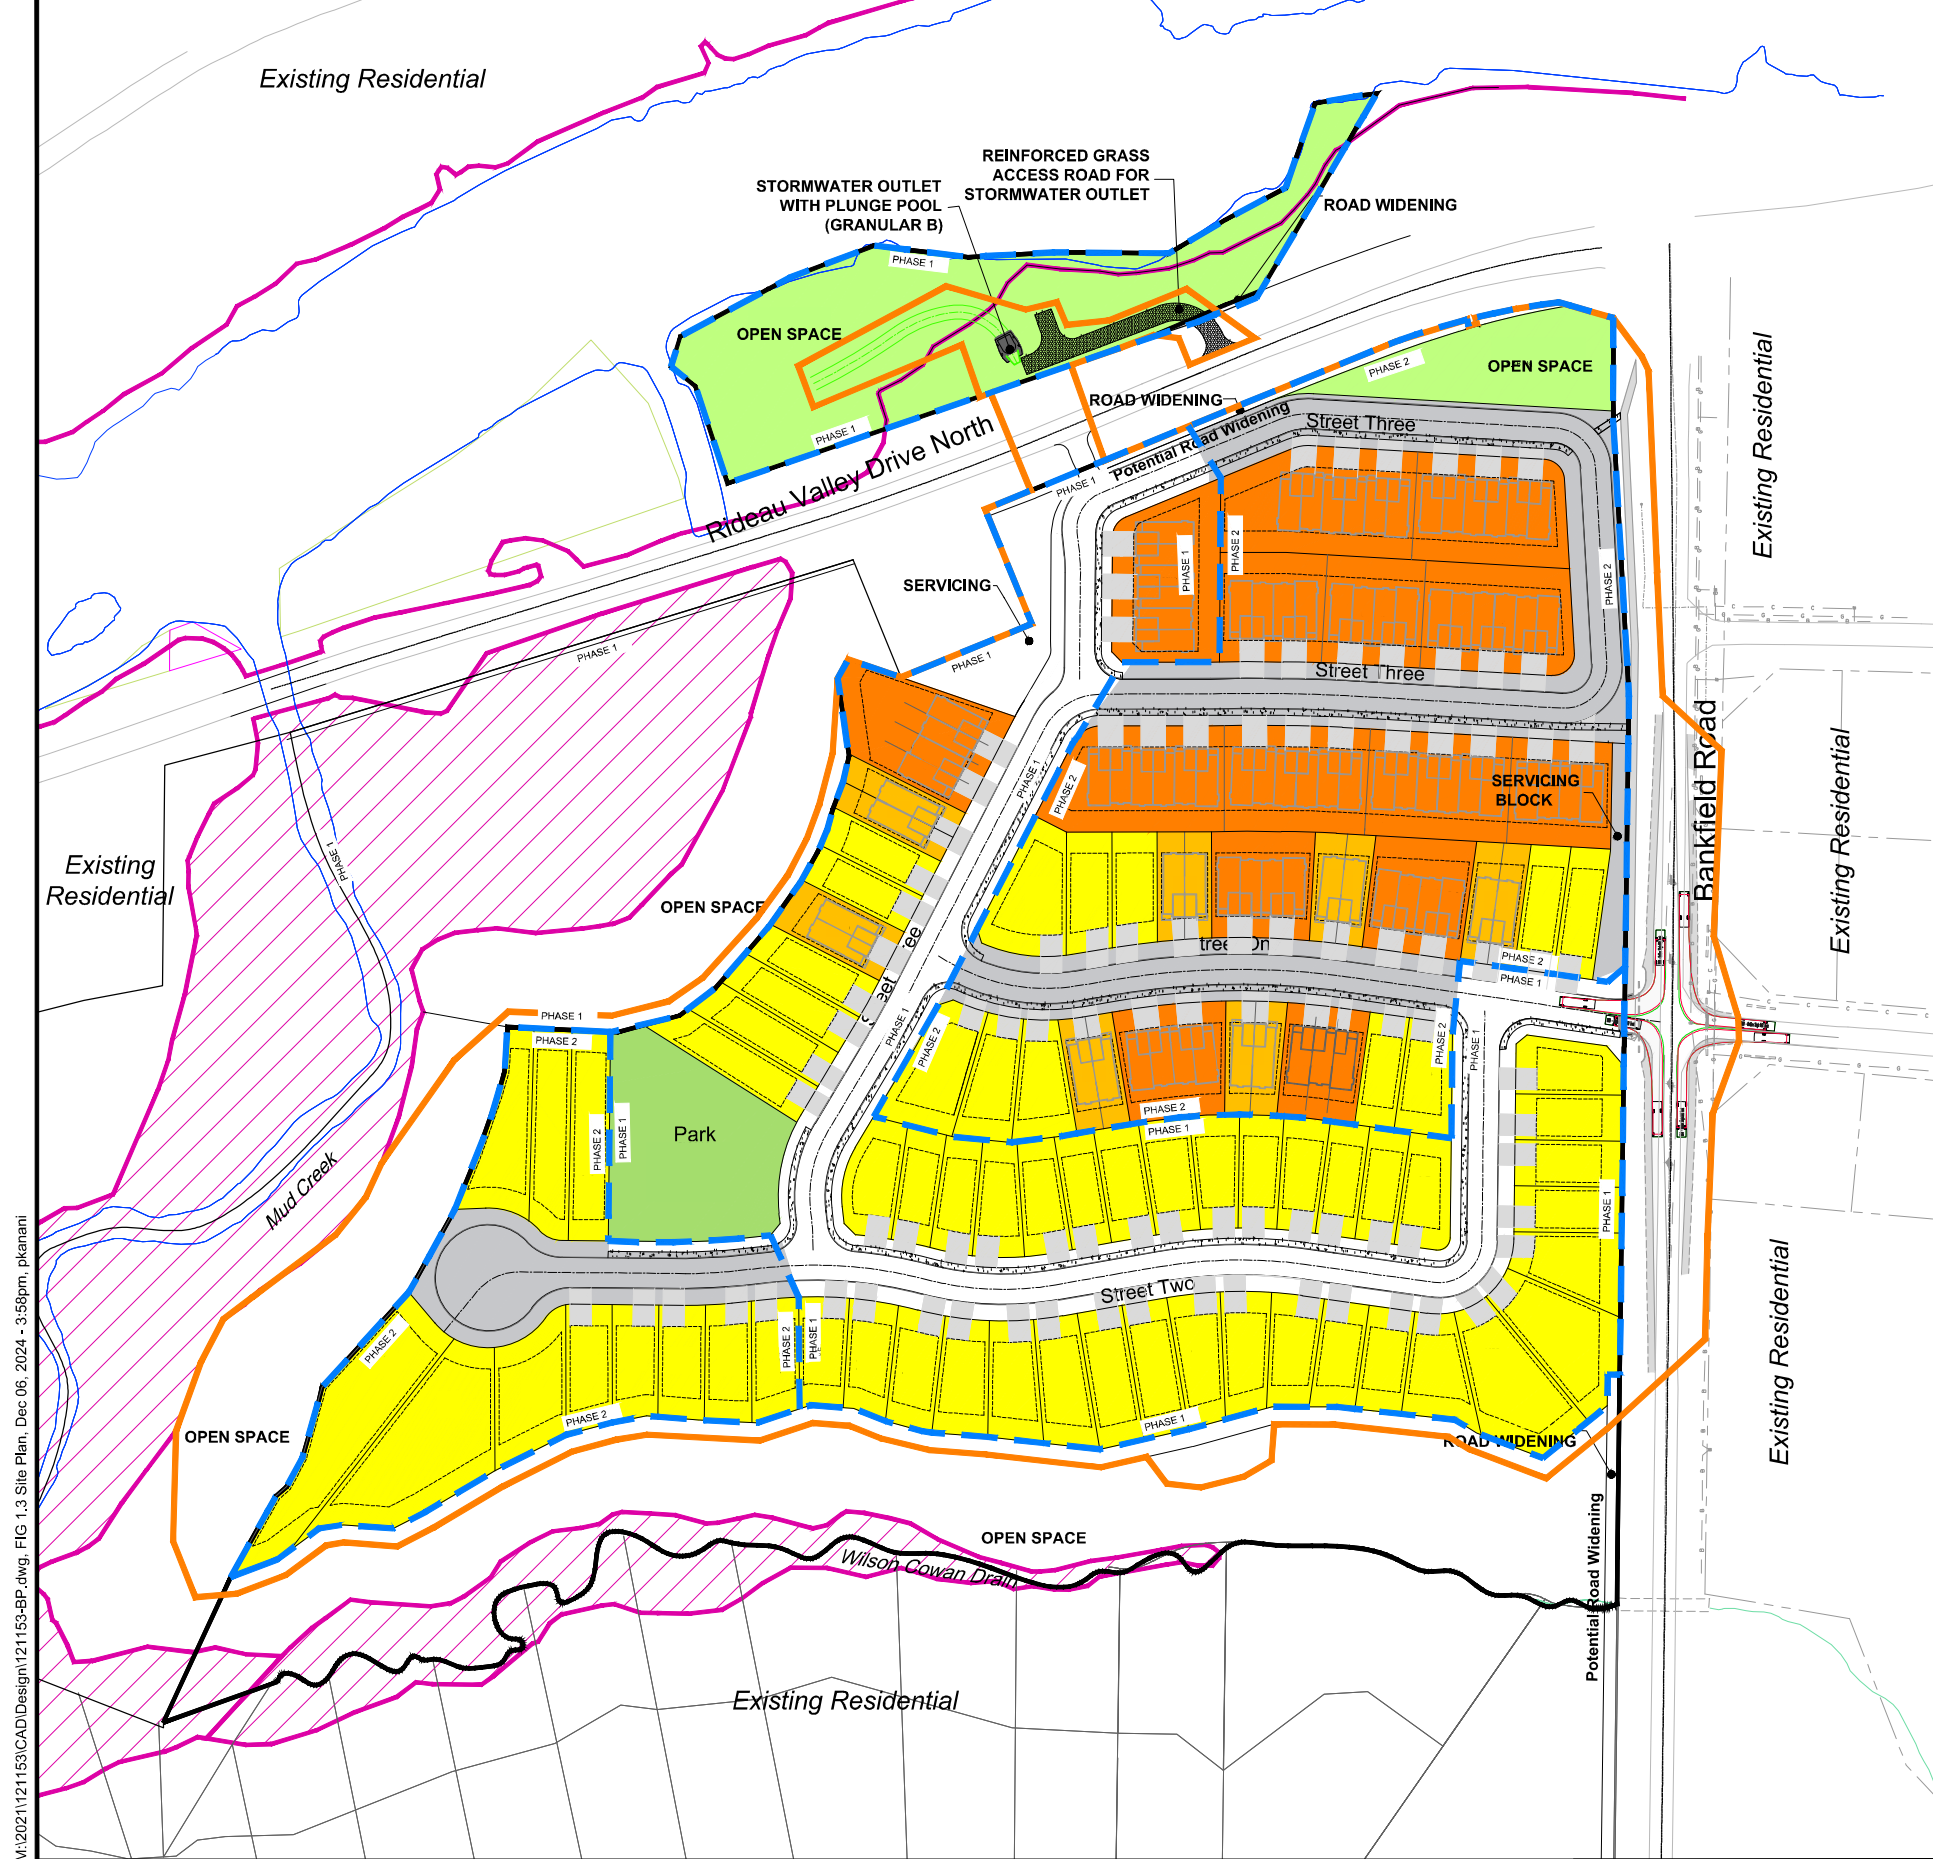 Existing Residential
REINFORCED GRASS
ACCESS ROAD FOR
STORMWATER OUTLET
STORMWATER OUTLET
WITH PLUNGE POOL
(GRANULAR B)
ROAD WIDENING
PHASE 1
OPEN SPACE
PHASE 1
Rideau Valley Drive North
ROAD WIDENING
Potential Road Widening
PHASE 2
OPEN SPACE
Street Three
PHASE 1
PHASE 1
PHASE 2
PHASE 2
Existing Residential
SERVICING
PHASE 1
PHASE 1
Street Three
PHASE 1
PHASE 2
SERVICING
BLOCK
Bankfield Road
Existing Residential
Existing
Residential
PHASE 1
OPEN SPACE
PHASE 2
PHASE 1
PHASE 1
PHASE 2
PHASE 2
PHASE 1
PHASE 1
PHASE 2
PHASE 2
PHASE 1
Park
PHASE 2
PHASE 1
PHASE 1
Mud Creek
Street Two
PHASE 2
PHASE 2
PHASE 1
PHASE 2
PHASE 1
Existing Residential
OPEN SPACE
ROAD WIDENING
Potential Road Widening
OPEN SPACE
Wilson Cowan Drain
Existing Residential
M:\2021\121153\CAD\Design\121153-BP.dwg, FIG 1.3 Site Plan, Dec 06, 2024 - 3:58pm, pkanani